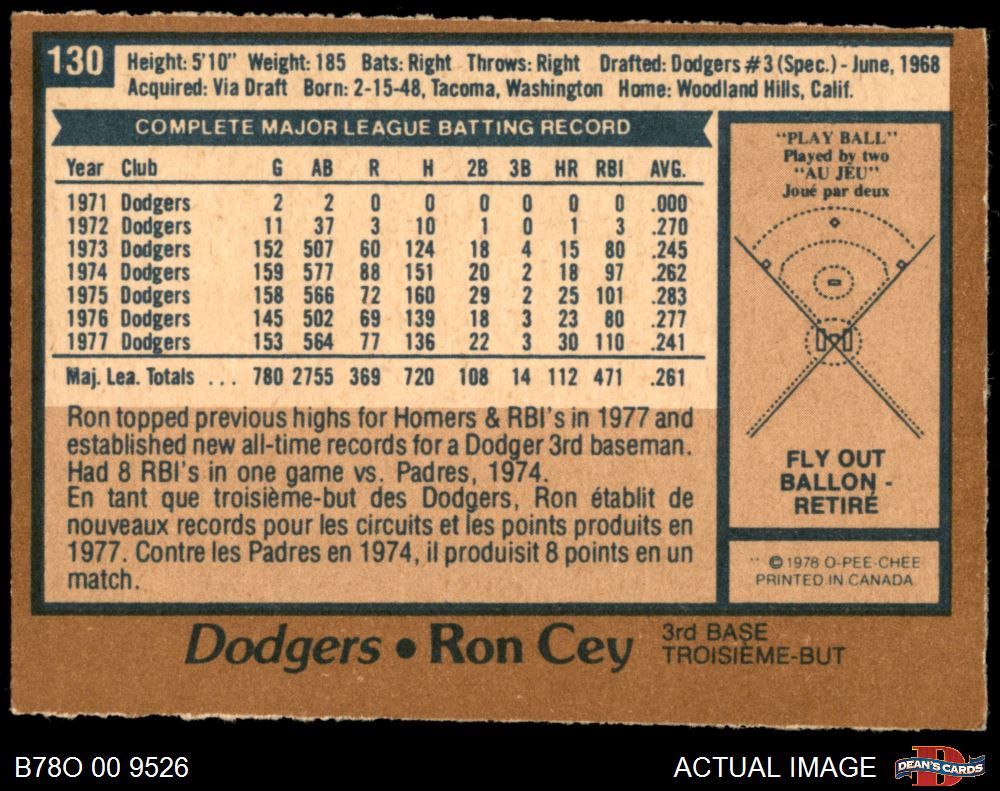 130
Height: 5'10" Weight: 185 Bats: Right Throws: Right Drafted: Dodgers #3 (Spec.) - June, 1968
Acquired: Via Draft Born: 2-15-48, Tacoma, Washington Home: Woodland Hills, Calif.
COMPLETE MAJOR LEAGUE BATTING RECORD
Year Club G AB R H 2B 3B HR RBI AVG.
1971 Dodgers 2 2 0 0 0 0 0 0 .000
1972 Dodgers 11 37 3 10 1 0 1 3 .270
1973 Dodgers 152 507 60 124 18 4 15 80 .245
1974 Dodgers 159 577 88 151 20 2 18 97 .262
1975 Dodgers 158 566 72 160 29 2 25 101 .283
1976 Dodgers 145 502 69 139 18 3 23 80 .277
1977 Dodgers 153 564 77 136 22 3 30 110 .241
Maj. Lea. Totals ... 780 2755 369 720 108 14 112 471 .261
Ron topped previous highs for Homers & RBI's in 1977 and
established new all-time records for a Dodger 3rd baseman.
Had 8 RBI's in one game vs. Padres, 1974.
En tant que troisième-but des Dodgers, Ron établit de
nouveaux records pour les circuits et les points produits en
1977. Contre les Padres en 1974, il produisit 8 points en un
match.
"PLAY BALL"
Played by two
"AU JEU"
Joué par deux
FLY OUT
BALLON -
RETIRÉ
** © 1978 O-PEE-CHEE
PRINTED IN CANADA
Dodgers • Ron Cey
3rd BASE
TROISIÈME-BUT
B78O 00 9526
ACTUAL IMAGE
DEAN'S CARDS